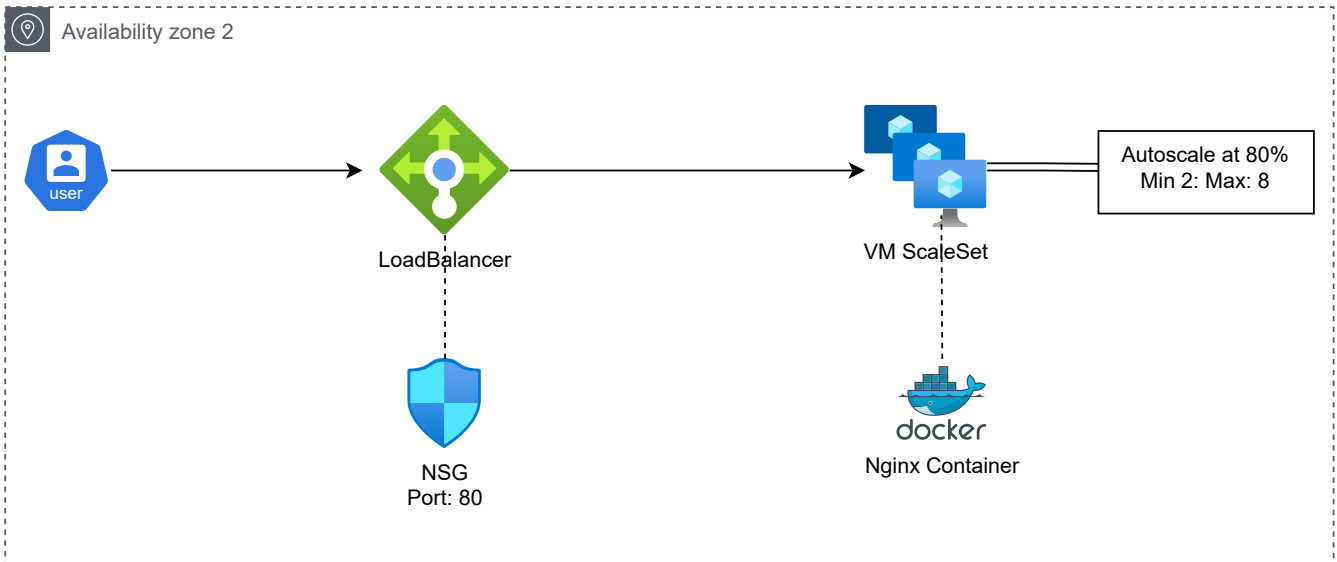 Availability zone 2
user
LoadBalancer
VM ScaleSet
Autoscale at 80%
Min 2: Max: 8
NSG
Port: 80
docker
Nginx Container